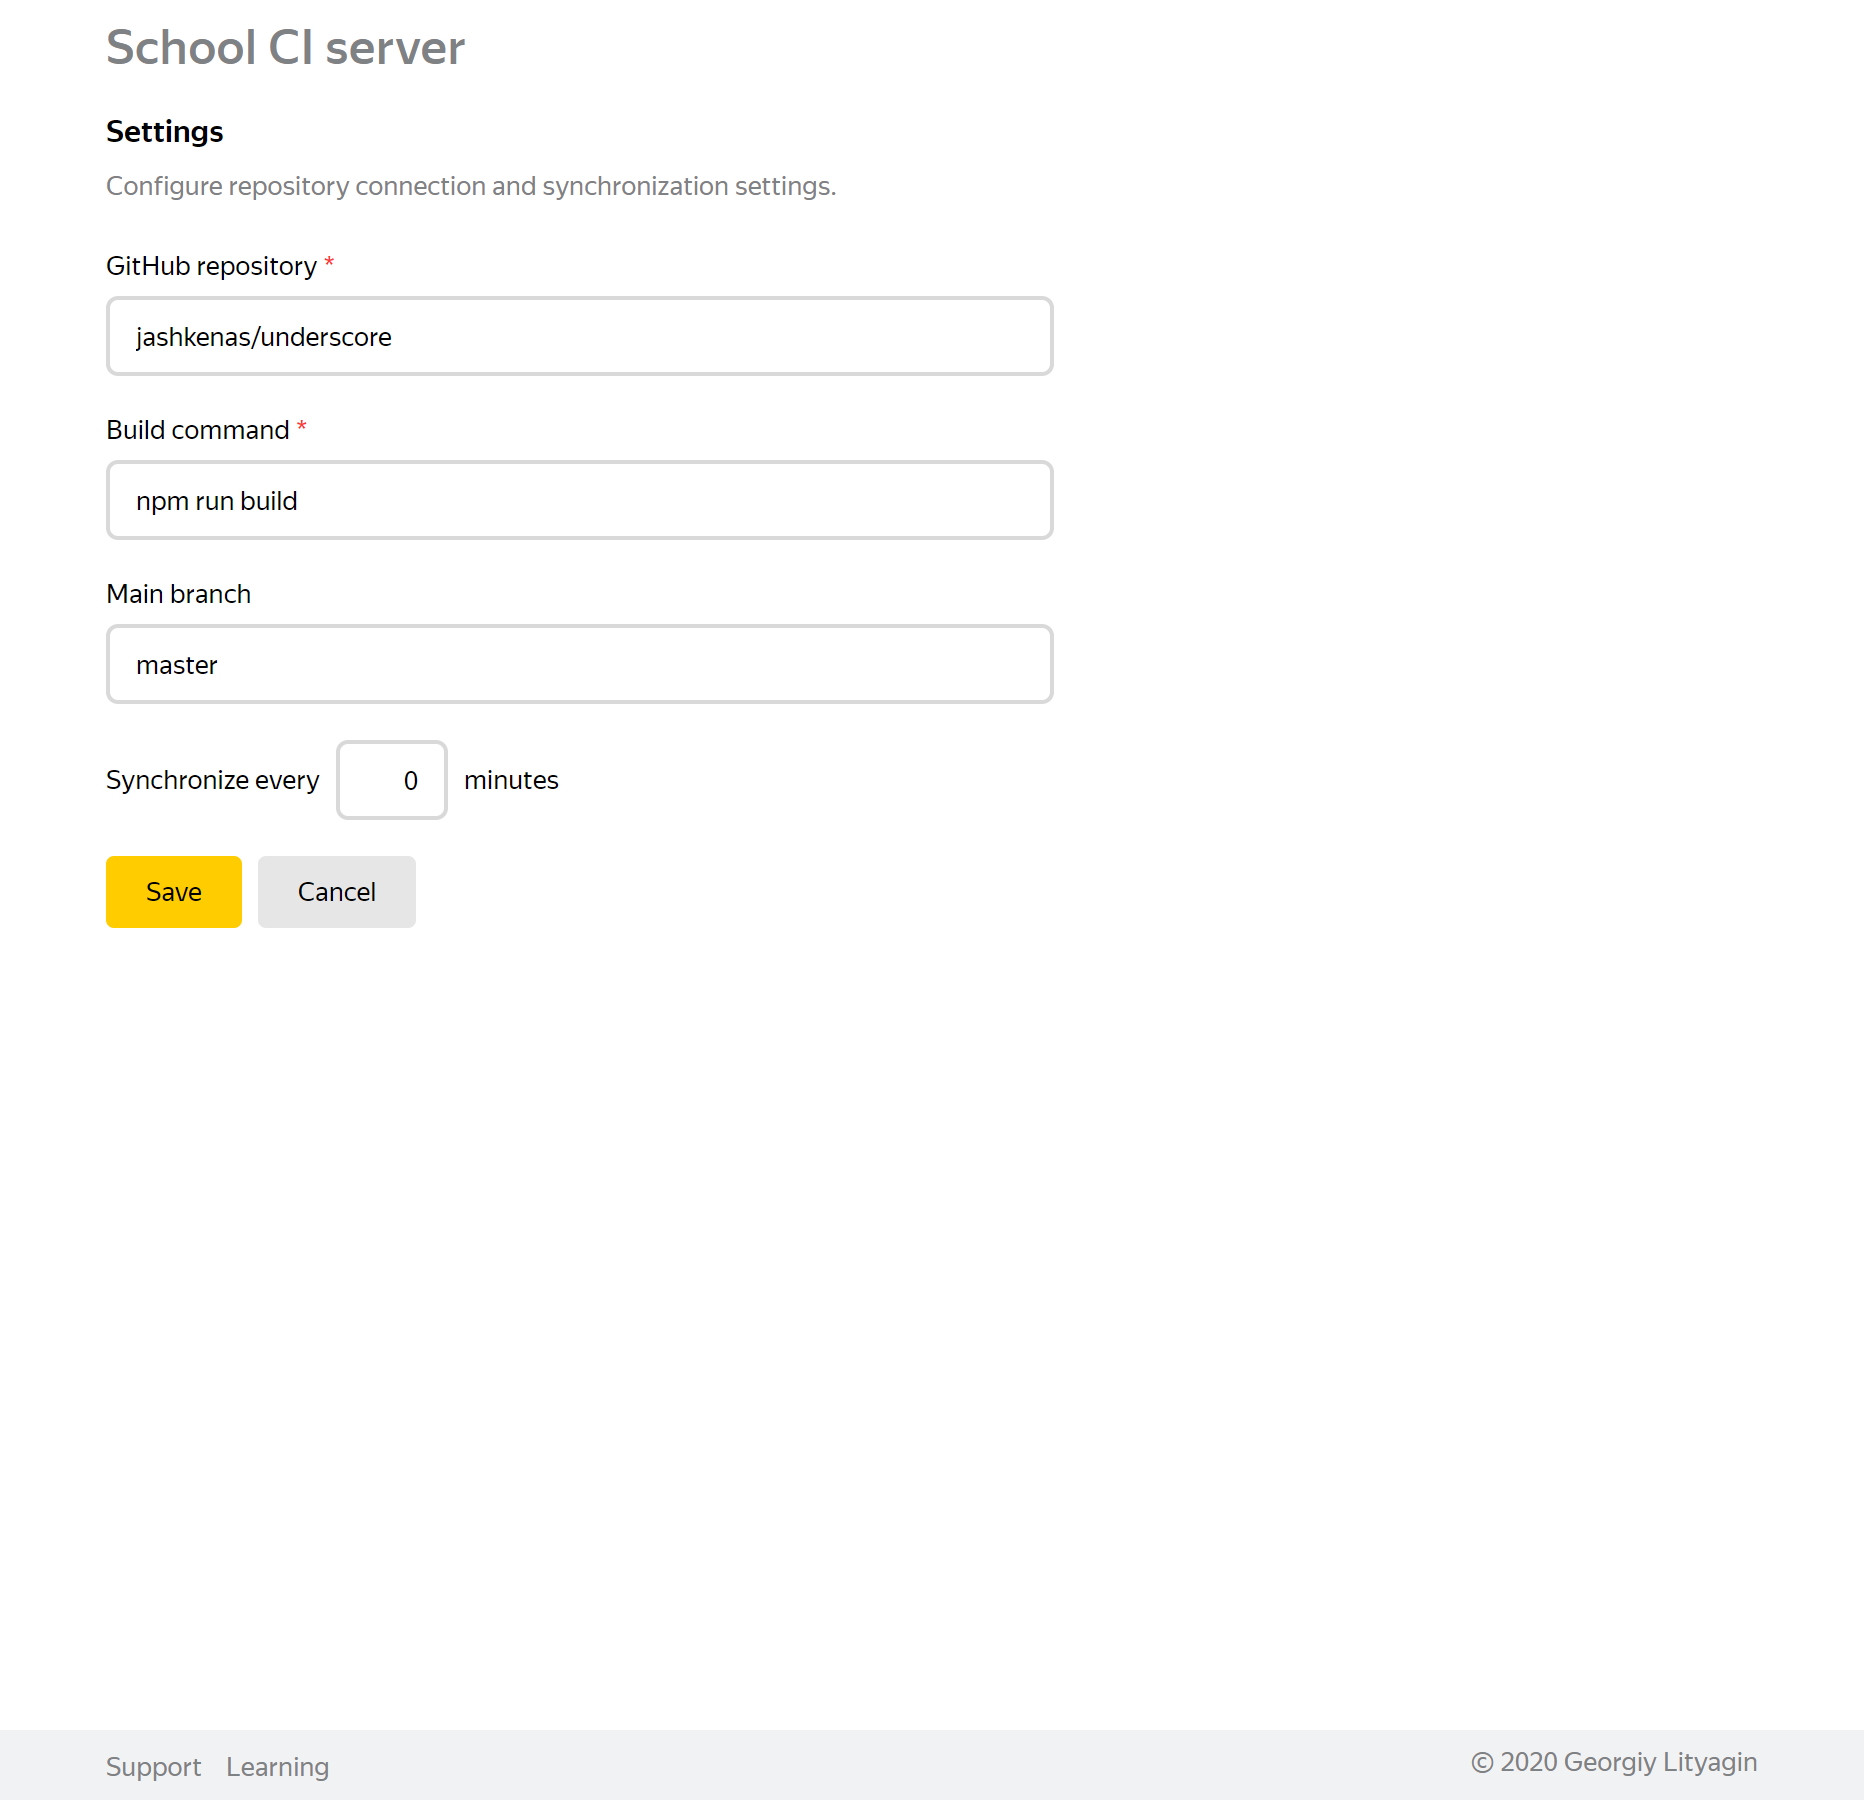 School CI server
Settings
Configure repository connection and synchronization settings.
GitHub repository *
jashkenas/underscore
Build command *
npm run build
Main branch
master
Synchronize every 0 minutes
Save Cancel
Support Learning © 2020 Georgiy Lityagin